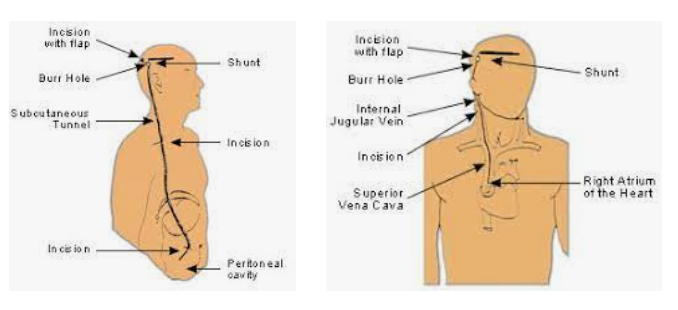 Incision
with flap
Shunt
Burr Hole
Subcutaneous
Tunnel
Incision
Incision
Peritoneal
cavity
Incision
with flap
Shunt
Burr Hole
Internal
Jugular Vein
Incision
Right Atrium
of the Heart
Superior
Vena Cava